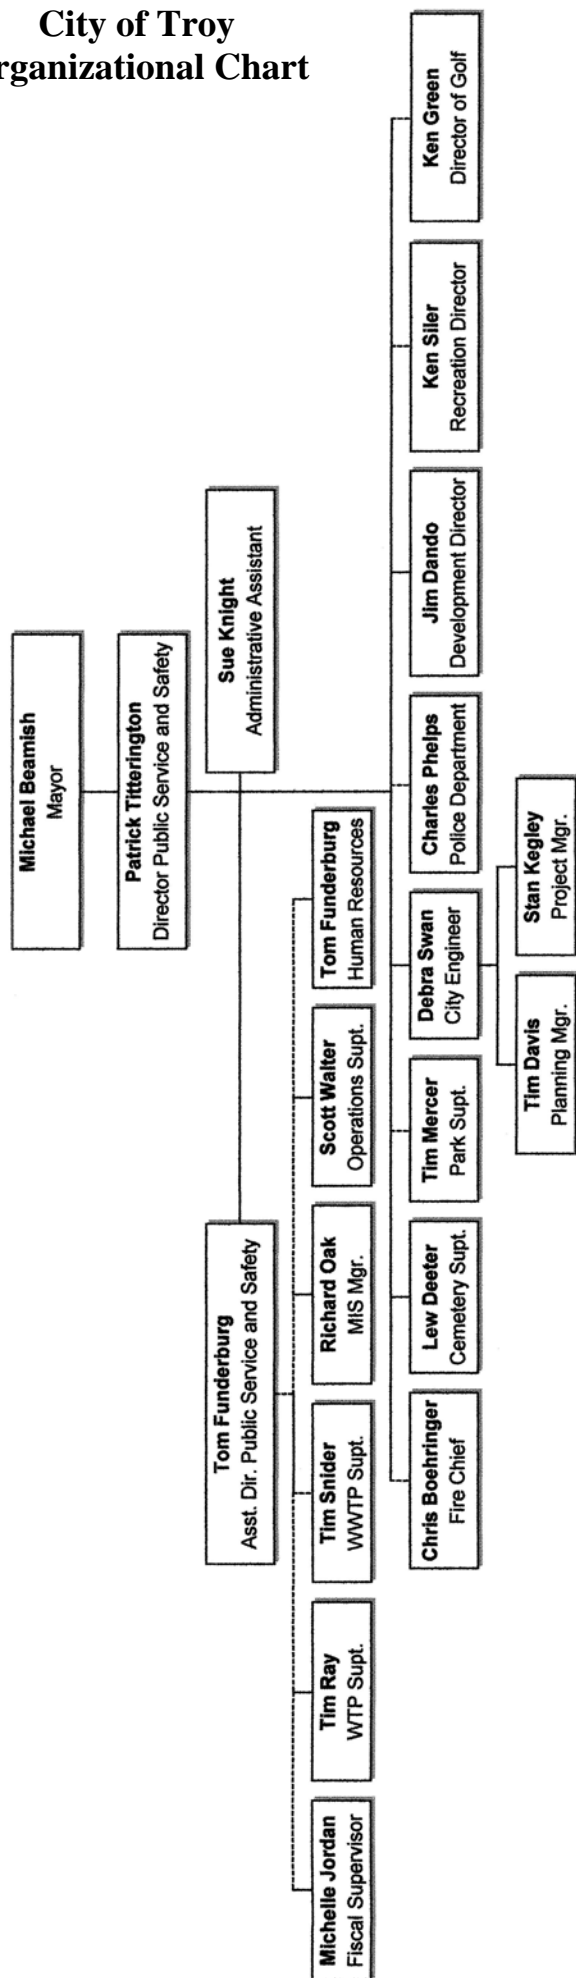 City of Troy
rganizational Chart
Michael Beamish
Mayor
Patrick Titterington
Director Public Service and Safety
Tom Funderburg
Asst. Dir. Public Service and Safety
Sue Knight
Administrative Assistant
Michelle Jordan
Fiscal Supervisor
Tim Ray
WTP Supt.
Tim Snider
WWTP Supt.
Richard Oak
MIS Mgr.
Scott Walter
Operations Supt.
Tom Funderburg
Human Resources
Chris Boehringer
Fire Chief
Lew Deeter
Cemetery Supt.
Tim Mercer
Park Supt.
Debra Swan
City Engineer
Charles Phelps
Police Department
Jim Dando
Development Director
Ken Siler
Recreation Director
Ken Green
Director of Golf
Tim Davis
Planning Mgr.
Stan Kegley
Project Mgr.